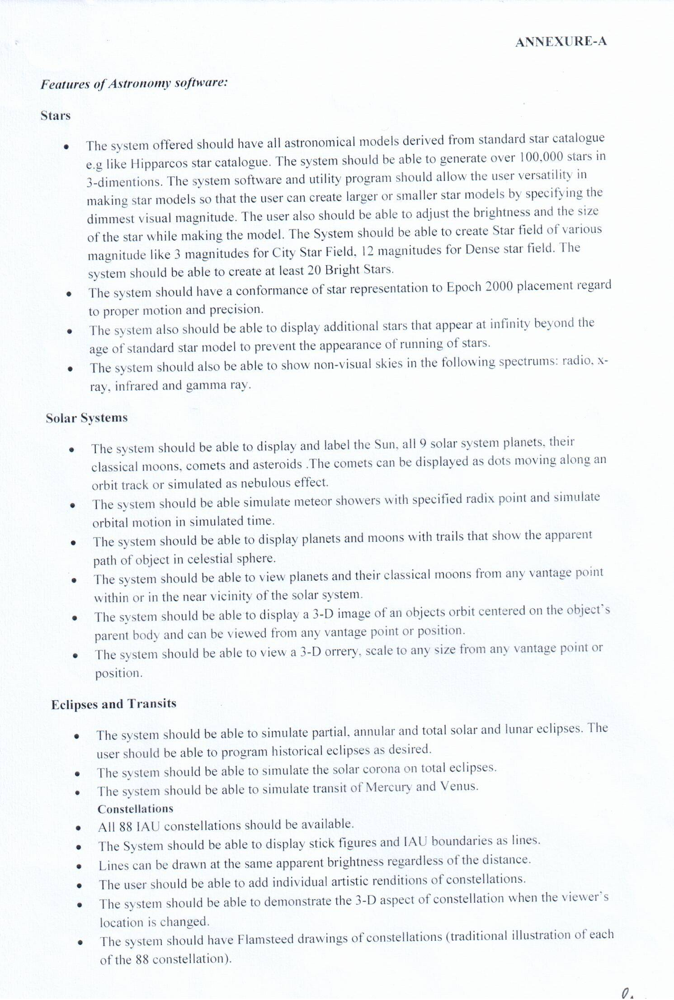 ANNEXURE-A
Features of Astronomy software:
Stars
• The system offered should have all astronomical models derived from standard star catalogue
e.g like Hipparcos star catalogue. The system should be able to generate over 100,000 stars in
3-dimentions. The system software and utility program should allow the user versatility in
making star models so that the user can create larger or smaller star models by specifying the
dimmest visual magnitude. The user also should be able to adjust the brightness and the size
of the star while making the model. The System should be able to create Star field of various
magnitude like 3 magnitudes for City Star Field, 12 magnitudes for Dense star field. The
system should be able to create at least 20 Bright Stars.
• The system should have a conformance of star representation to Epoch 2000 placement regard
to proper motion and precision.
• The system also should be able to display additional stars that appear at infinity beyond the
age of standard star model to prevent the appearance of running of stars.
• The system should also be able to show non-visual skies in the following spectrums: radio, x-
ray, infrared and gamma ray.
Solar Systems
• The system should be able to display and label the Sun, all 9 solar system planets, their
classical moons, comets and asteroids .The comets can be displayed as dots moving along an
orbit track or simulated as nebulous effect.
• The system should be able simulate meteor showers with specified radix point and simulate
orbital motion in simulated time.
• The system should be able to display planets and moons with trails that show the apparent
path of object in celestial sphere.
• The system should be able to view planets and their classical moons from any vantage point
within or in the near vicinity of the solar system.
• The system should be able to display a 3-D image of an objects orbit centered on the object's
parent body and can be viewed from any vantage point or position.
• The system should be able to view a 3-D orrery, scale to any size from any vantage point or
position.
Eclipses and Transits
• The system should be able to simulate partial, annular and total solar and lunar eclipses. The
user should be able to program historical eclipses as desired.
• The system should be able to simulate the solar corona on total eclipses.
• The system should be able to simulate transit of Mercury and Venus.
Constellations
• All 88 IAU constellations should be available.
• The System should be able to display stick figures and IAU boundaries as lines.
• Lines can be drawn at the same apparent brightness regardless of the distance.
• The user should be able to add individual artistic renditions of constellations.
• The system should be able to demonstrate the 3-D aspect of constellation when the viewer's
location is changed.
• The system should have Flamsteed drawings of constellations (traditional illustration of each
of the 88 constellation).